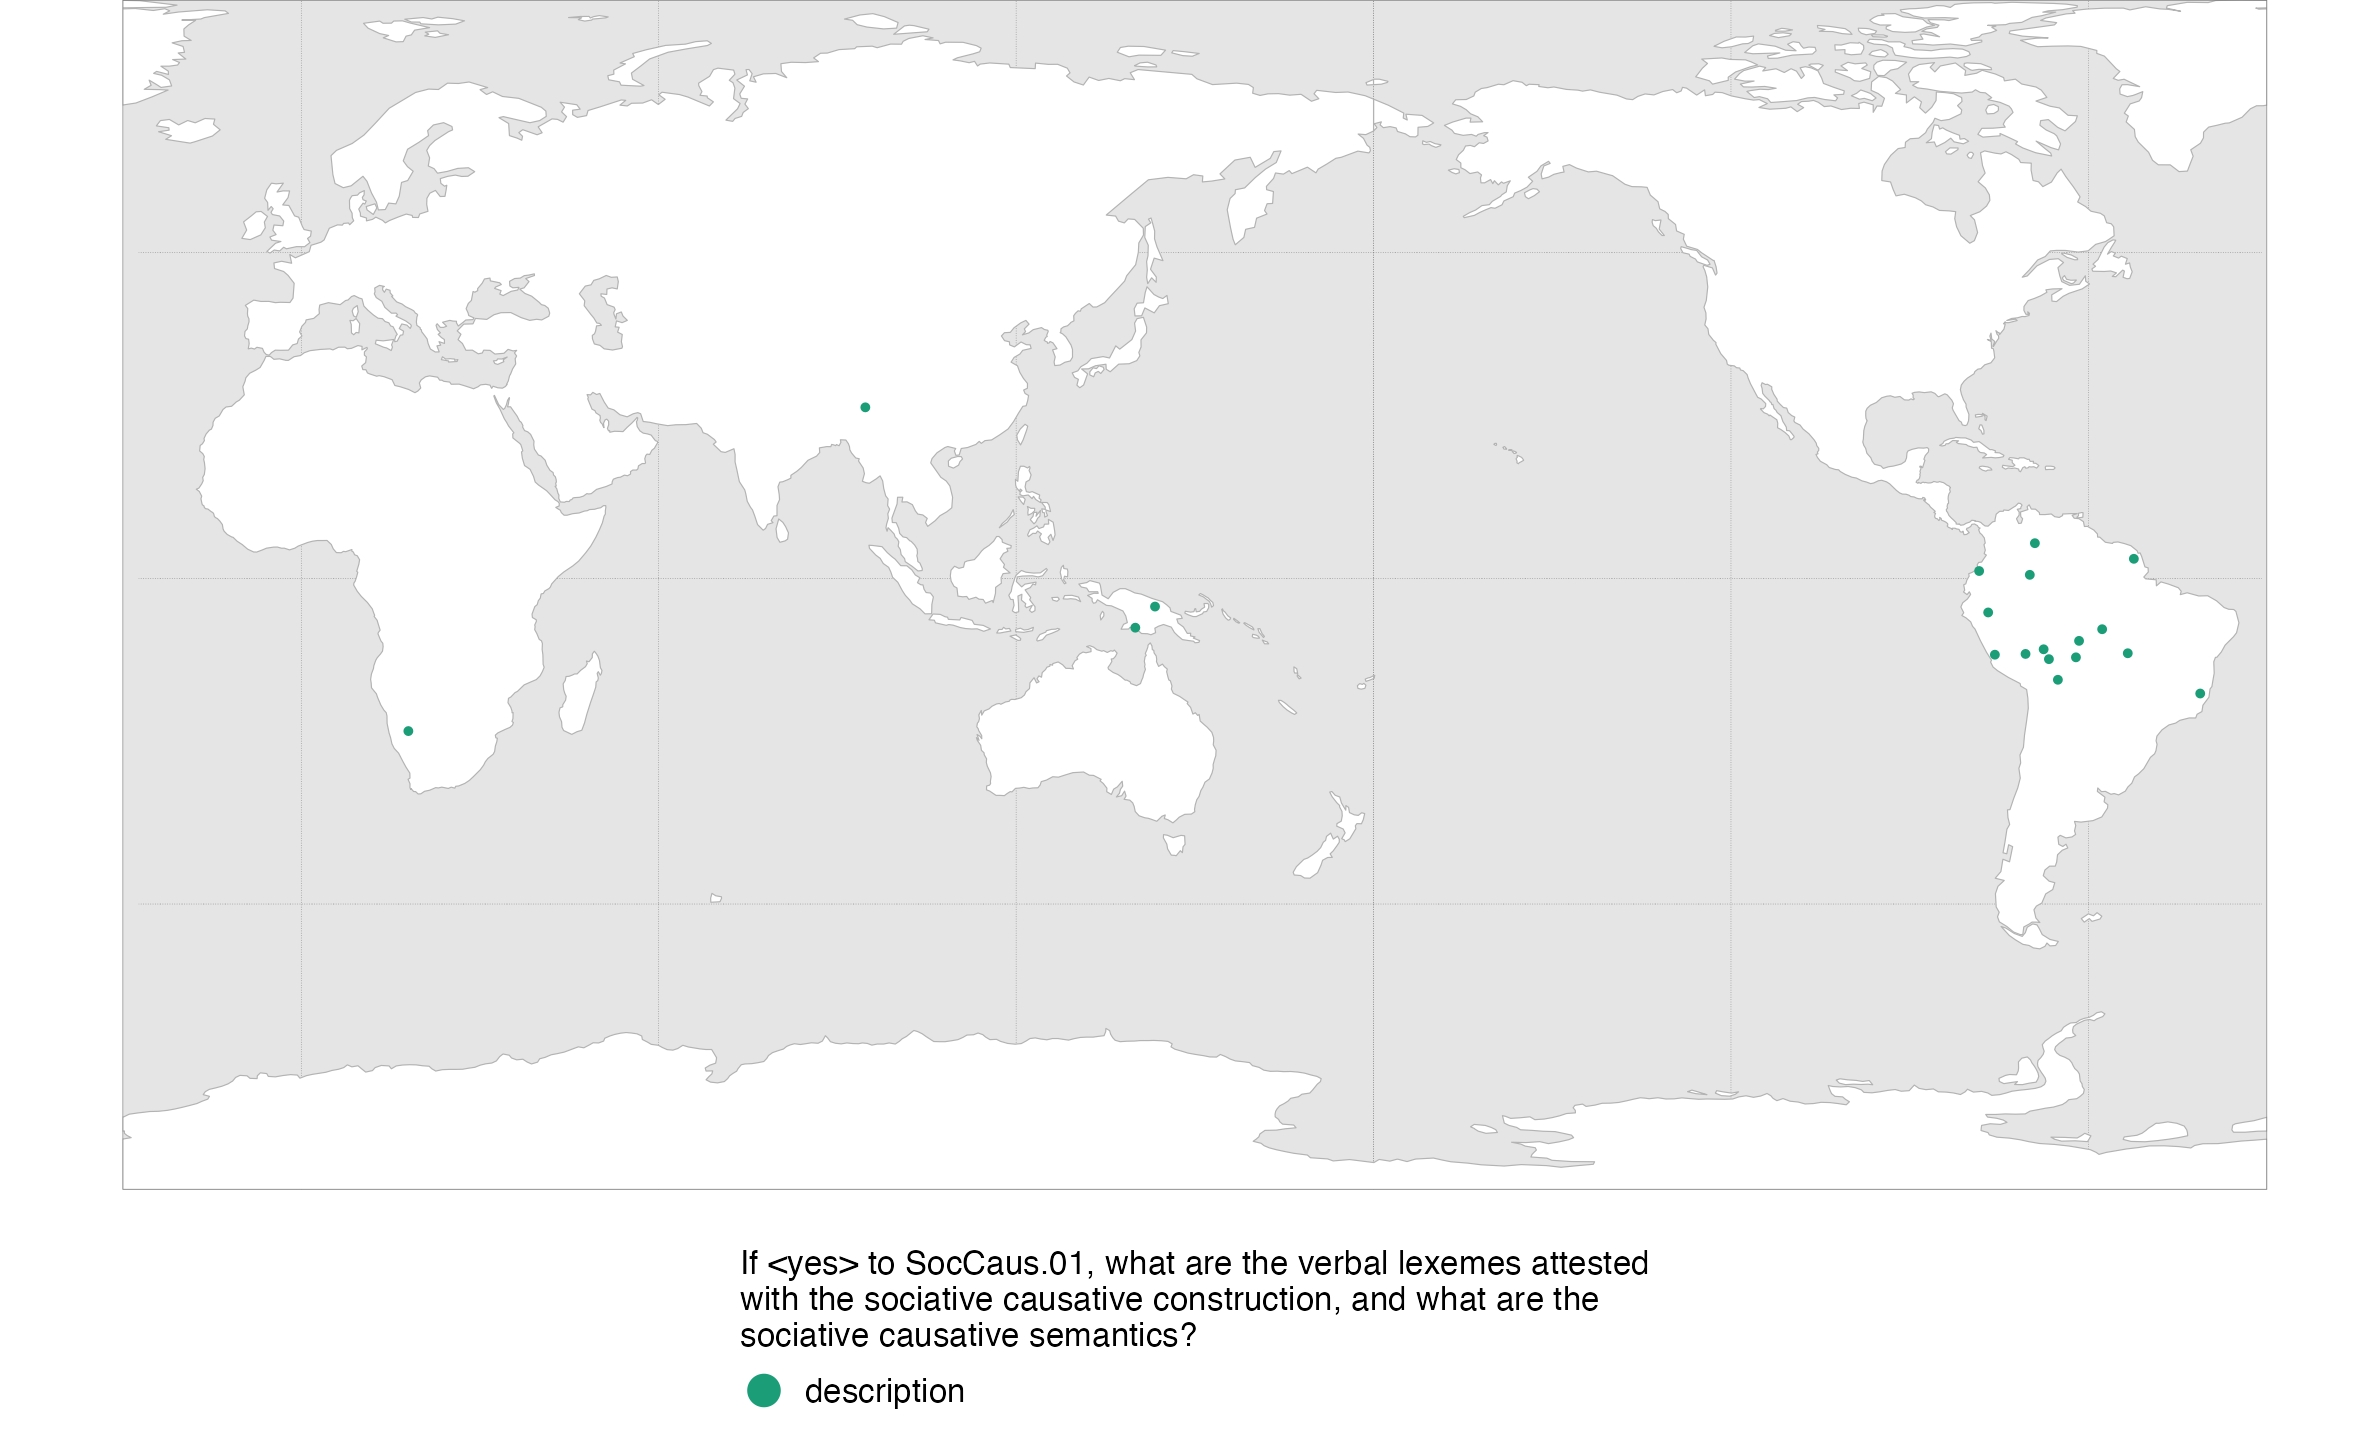 If <yes> to SocCaus.01, what are the verbal lexemes attested
with the sociative causative construction, and what are the
sociative causative semantics?
description